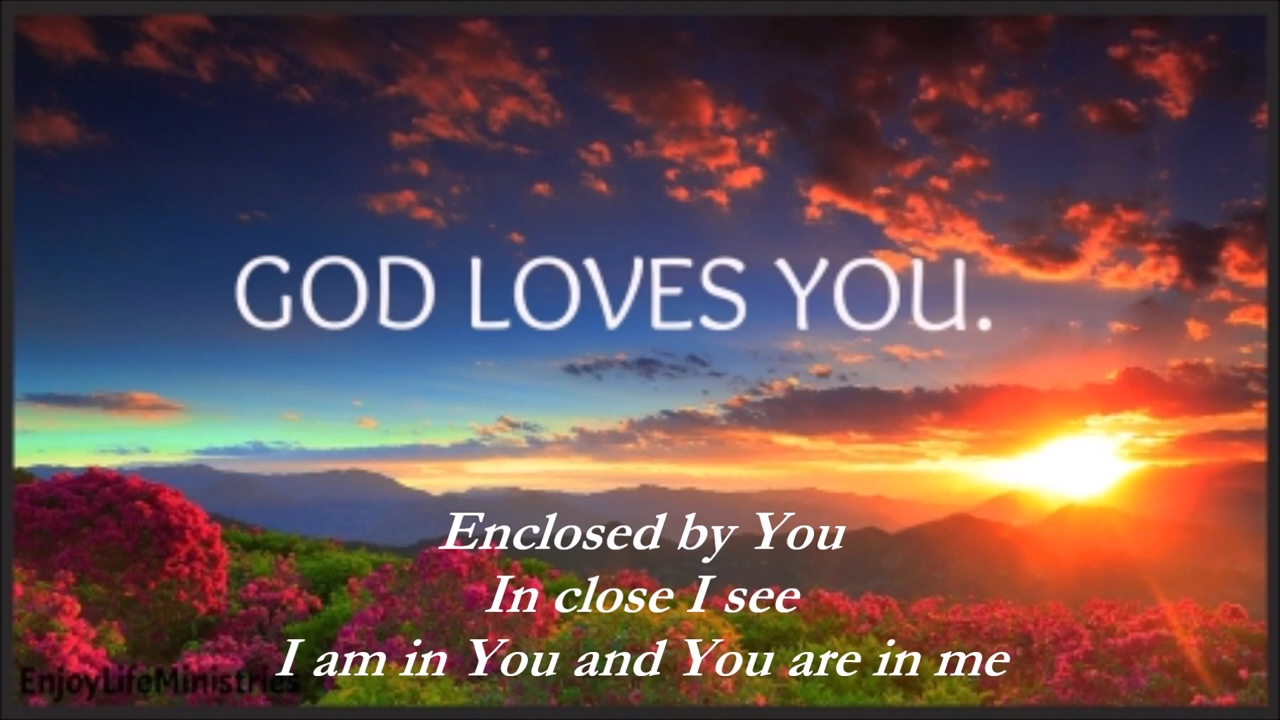 GOD LOVES YOU.
Enclosed by You
In close I see
I am in You and You are in me
EnjoyLifeMinistries